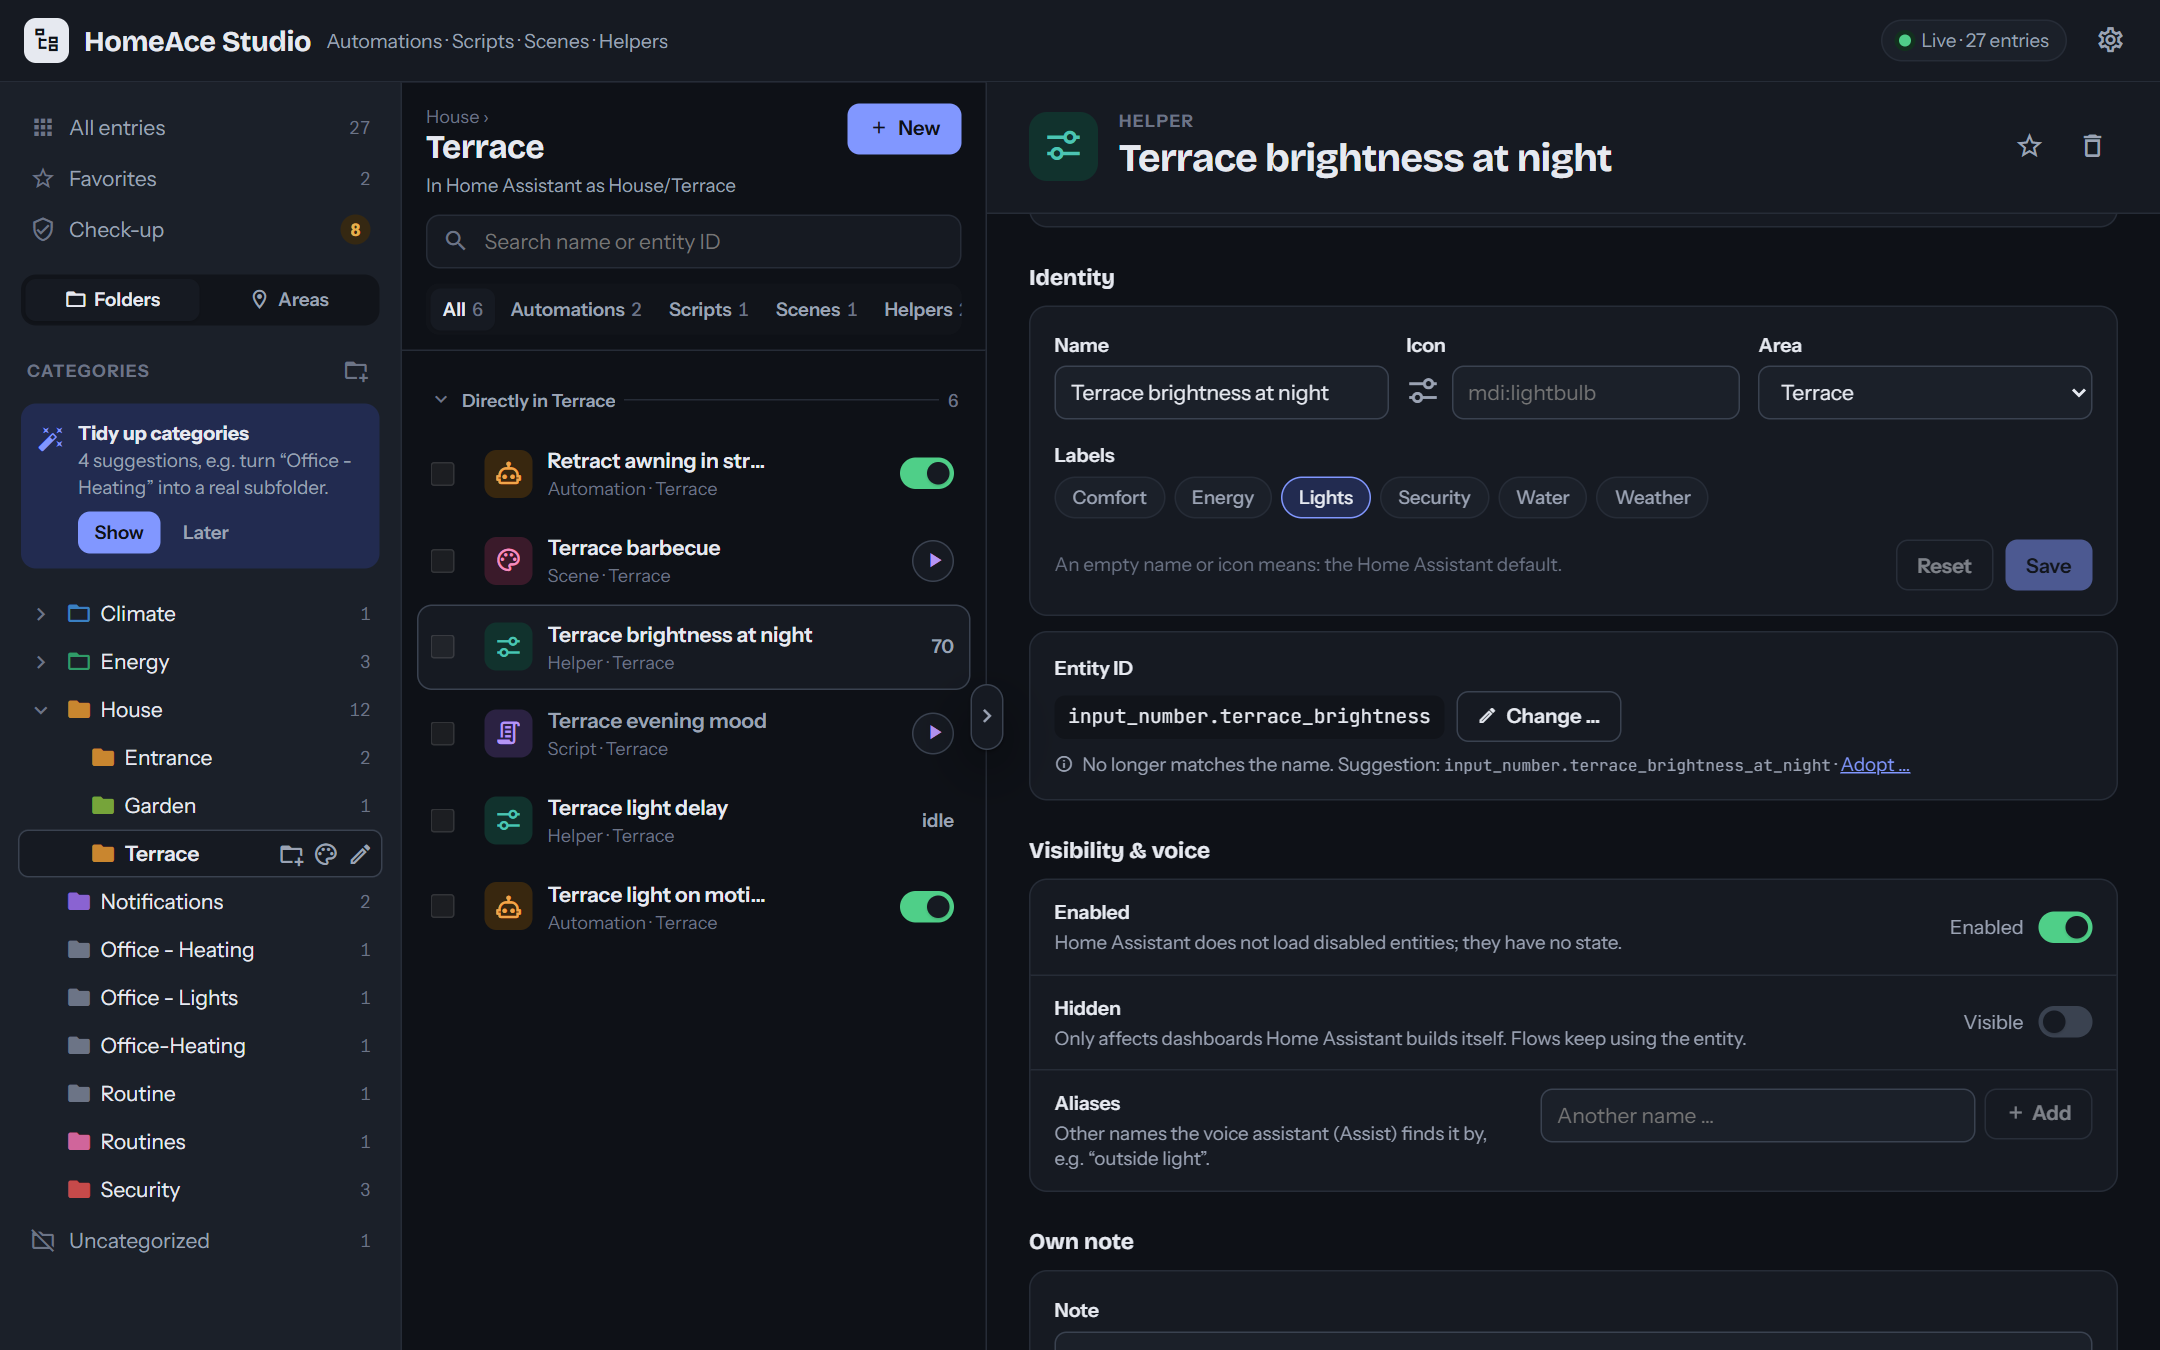 HomeAce Studio
Automations · Scripts · Scenes · Helpers
Live · 27 entries
All entries 27
Favorites 2
Check-up 8
Folders
Areas
CATEGORIES
Tidy up categories
4 suggestions, e.g. turn “Office -
Heating” into a real subfolder.
Show
Later
Climate 1
Energy 3
House 12
Entrance 2
Garden 1
Terrace
Notifications 2
Office - Heating 1
Office - Lights 1
Office-Heating 1
Routine 1
Routines 1
Security 3
Uncategorized 1
House ›
Terrace
+ New
In Home Assistant as House/Terrace
Search name or entity ID
All 6
Automations 2
Scripts 1
Scenes 1
Helpers
Directly in Terrace 6
Retract awning in str...
Automation · Terrace
Terrace barbecue
Scene · Terrace
Terrace brightness at night
Helper · Terrace
70
Terrace evening mood
Script · Terrace
Terrace light delay
Helper · Terrace
idle
Terrace light on moti...
Automation · Terrace
HELPER
Terrace brightness at night
Identity
Name
Terrace brightness at night
Icon
mdi:lightbulb
Area
Terrace
Labels
Comfort
Energy
Lights
Security
Water
Weather
An empty name or icon means: the Home Assistant default.
Reset
Save
Entity ID
input_number.terrace_brightness
Change ...
No longer matches the name. Suggestion: input_number.terrace_brightness_at_night · Adopt ...
Visibility & voice
Enabled
Home Assistant does not load disabled entities; they have no state.
Enabled
Hidden
Only affects dashboards Home Assistant builds itself. Flows keep using the entity.
Visible
Aliases
Other names the voice assistant (Assist) finds it by,
e.g. “outside light”.
Another name ...
+ Add
Own note
Note